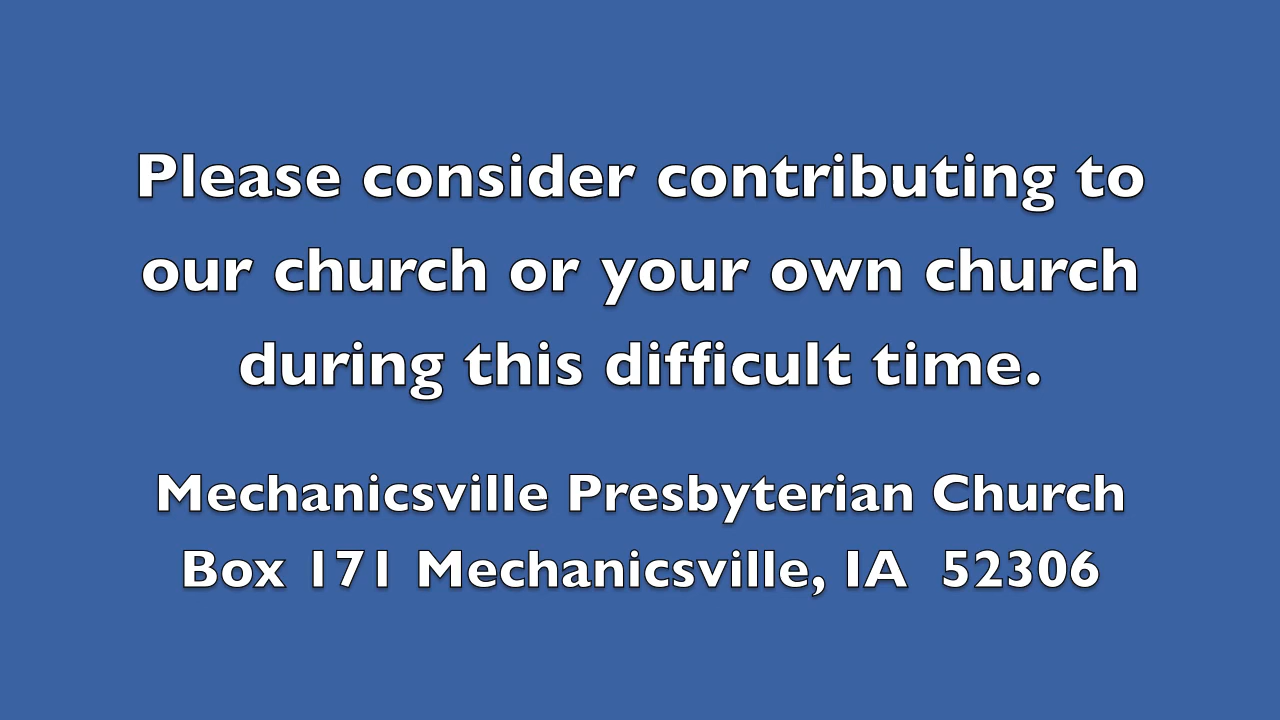 Please consider contributing to
our church or your own church
during this difficult time.
Mechanicsville Presbyterian Church
Box 171 Mechanicsville, IA  52306